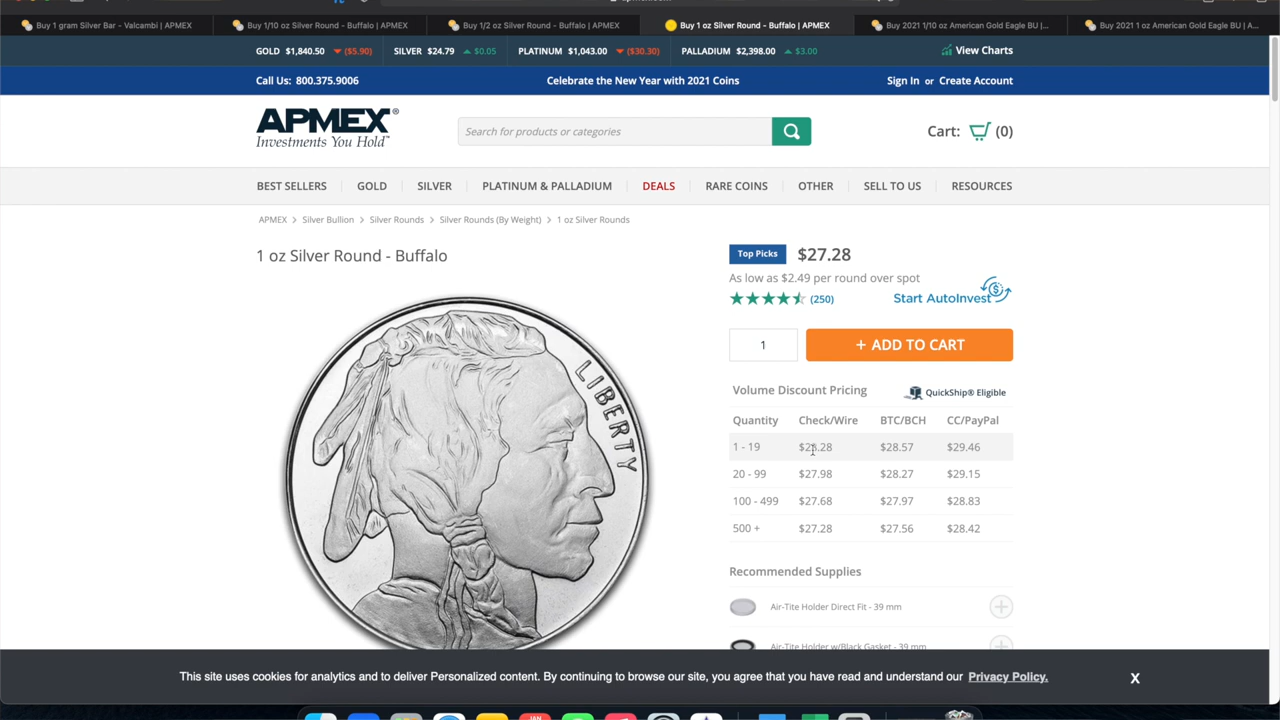 Buy 1 gram Silver Bar - Valcambi | APMEX
Buy 1/10 oz Silver Round - Buffalo | APMEX
Buy 1/2 oz Silver Round - Buffalo | APMEX
Buy 1 oz Silver Round - Buffalo | APMEX
Buy 2021 1/10 oz American Gold Eagle BU |...
Buy 2021 1 oz American Gold Eagle BU | A...
GOLD $1,840.50 ($5.90) SILVER $24.79 $0.05 PLATINUM $1,043.00 ($30.30) PALLADIUM $2,398.00 $3.00 View Charts
Call Us: 800.375.9006 Celebrate the New Year with 2021 Coins Sign In or Create Account
APMEX®
Investments You Hold™
Search for products or categories
Cart: (0)
BEST SELLERS GOLD SILVER PLATINUM & PALLADIUM DEALS RARE COINS OTHER SELL TO US RESOURCES
APMEX > Silver Bullion > Silver Rounds > Silver Rounds (By Weight) > 1 oz Silver Rounds
1 oz Silver Round - Buffalo
LIBERTY
Top Picks $27.28
As low as $2.49 per round over spot
(250) Start AutoInvest
1 + ADD TO CART
Volume Discount Pricing QuickShip® Eligible
Quantity Check/Wire BTC/BCH CC/PayPal
1 - 19 $28.28 $28.57 $29.46
20 - 99 $27.98 $28.27 $29.15
100 - 499 $27.68 $27.97 $28.83
500 + $27.28 $27.56 $28.42
Recommended Supplies
Air-Tite Holder Direct Fit - 39 mm
Air-Tite Holder w/Black Gasket - 39 mm
This site uses cookies for analytics and to deliver Personalized content. By continuing to browse our site, you agree that you have read and understand our Privacy Policy. X